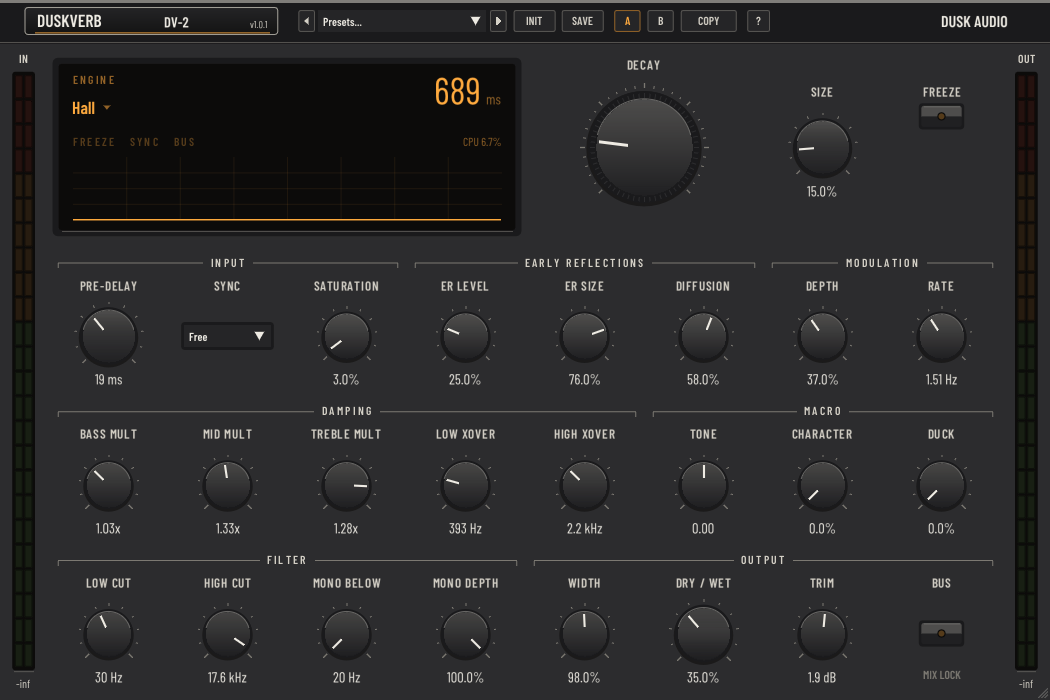 DUSKVERB DV-2 v1.0.1 Presets... INIT SAVE A B COPY ? DUSK AUDIO
IN OUT
ENGINE
Hall
689 ms
FREEZE SYNC BUS CPU 6.7%
DECAY
SIZE
15.0%
FREEZE
INPUT EARLY REFLECTIONS MODULATION
PRE-DELAY SYNC SATURATION ER LEVEL ER SIZE DIFFUSION DEPTH RATE
Free
19 ms 3.0% 25.0% 76.0% 58.0% 37.0% 1.51 Hz
DAMPING MACRO
BASS MULT MID MULT TREBLE MULT LOW XOVER HIGH XOVER TONE CHARACTER DUCK
1.03x 1.33x 1.28x 393 Hz 2.2 kHz 0.00 0.0% 0.0%
FILTER OUTPUT
LOW CUT HIGH CUT MONO BELOW MONO DEPTH WIDTH DRY / WET TRIM BUS
30 Hz 17.6 kHz 20 Hz 100.0% 98.0% 35.0% 1.9 dB MIX LOCK
-inf -inf